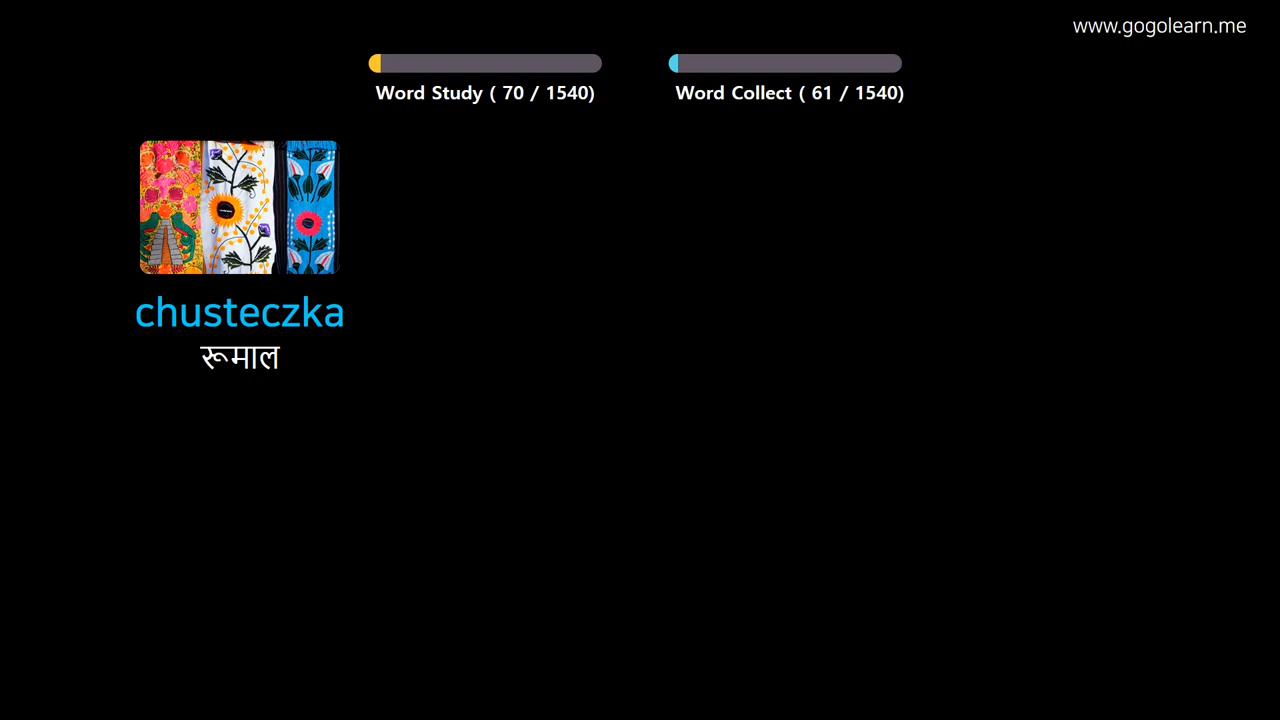 www.gogolearn.me
Word Study ( 70 / 1540)
Word Collect ( 61 / 1540)
chusteczka
रूमाल